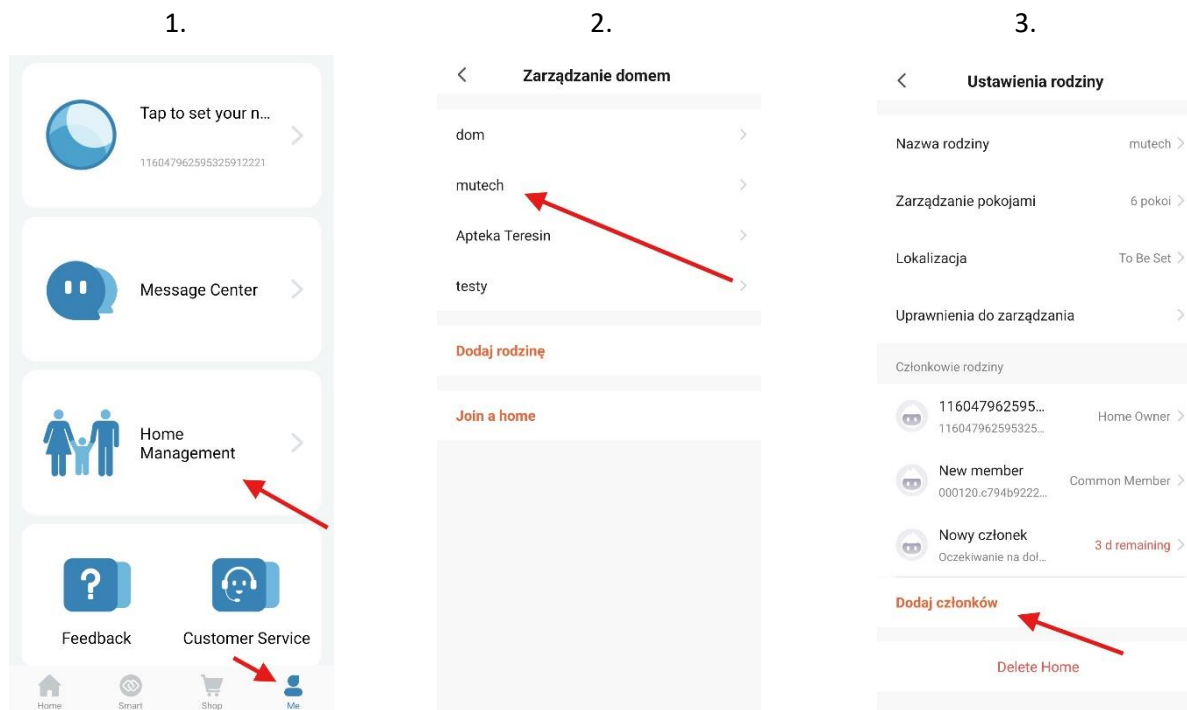 1.
Tap to set your n...
116047962595325912221
Message Center
Home
Management
Feedback
Customer Service
Home
Smart
Shop
Me
2.
Zarządzanie domem
dom
mutech
Apteka Teresin
testy
Dodaj rodzinę
Join a home
3.
Ustawienia rodziny
Nazwa rodziny
mutech
Zarządzanie pokojami
6 pokoi
Lokalizacja
To Be Set
Uprawnienia do zarządzania
Członkowie rodziny
116047962595...
116047962595325...
Home Owner
New member
000120.c794b9222...
Common Member
Nowy członek
Oczekiwanie na doł...
3 d remaining
Dodaj członków
Delete Home